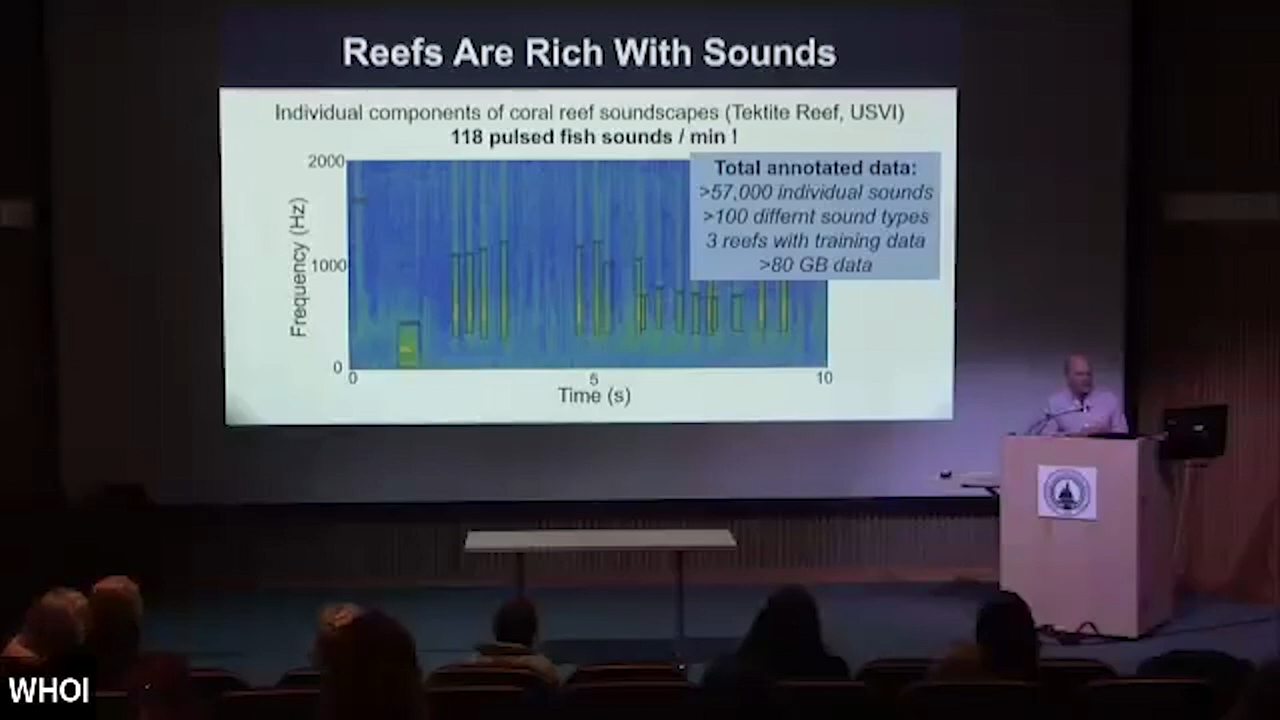 Reefs Are Rich With Sounds
Individual components of coral reef soundscapes (Tektite Reef, USVI)
118 pulsed fish sounds / min !
Total annotated data:
>57,000 individual sounds
>100 differnt sound types
3 reefs with training data
>80 GB data
2000
1000
0
Frequency (Hz)
0
5
10
Time (s)
WHOI